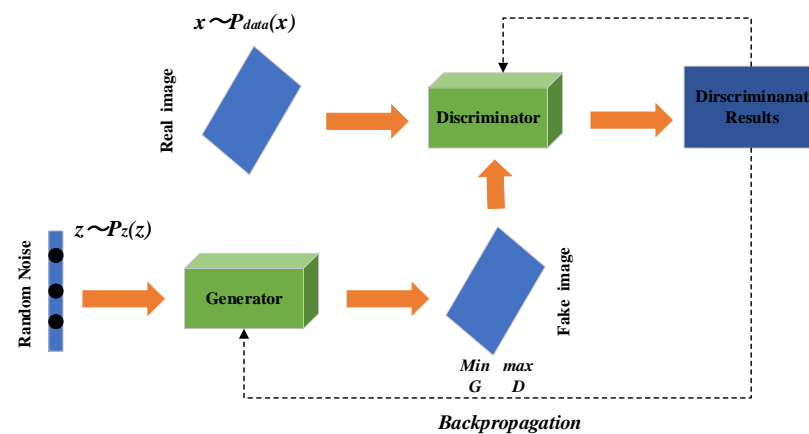 x～Pdata(x)
Real image
Discriminator
Dirscriminanat
Results
z～Pz(z)
Random Noise
Generator
Fake image
Min max
G D
Backpropagation